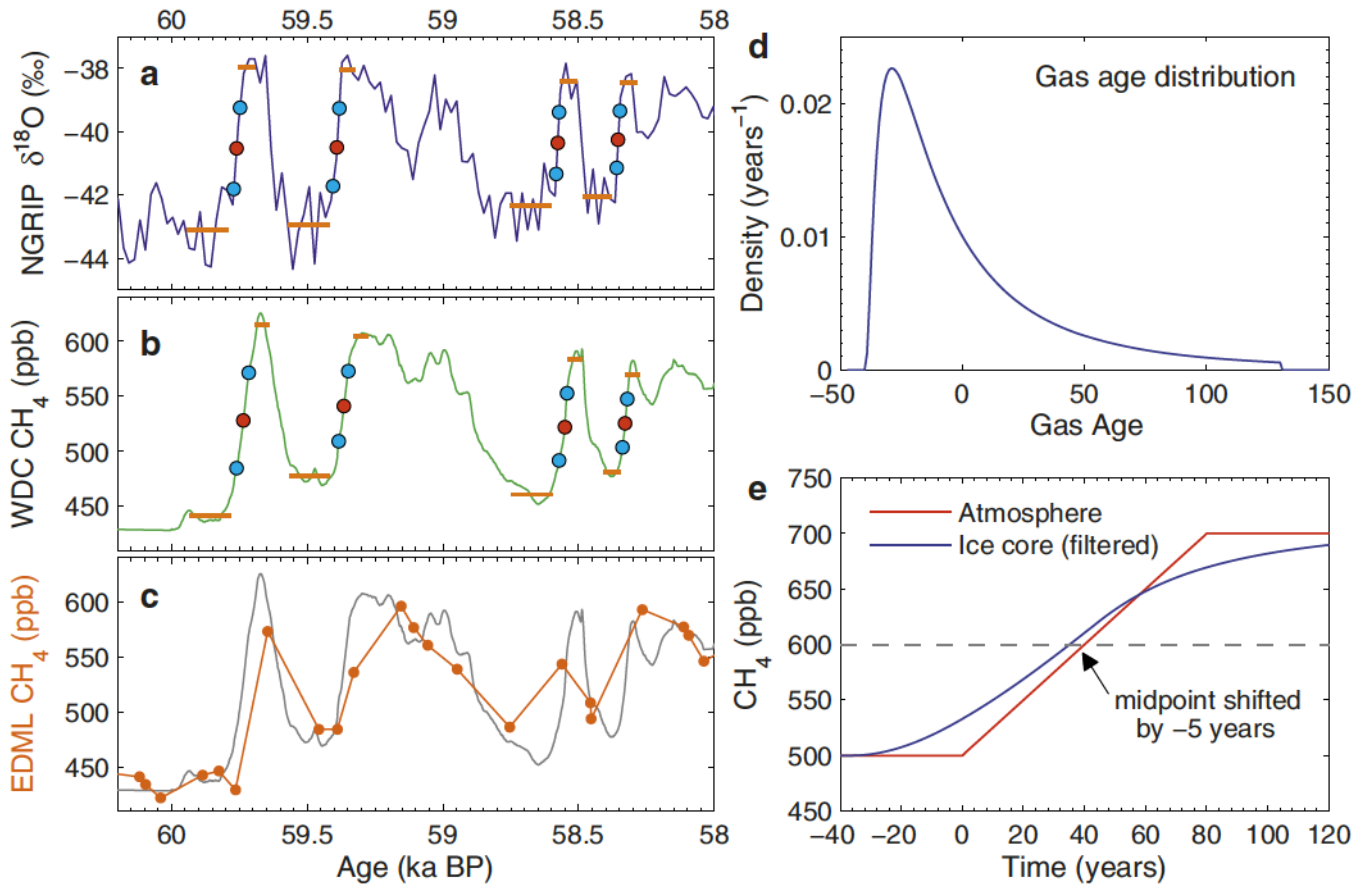 60 59.5 59 58.5 58
a
NGRIP δ18O (‰)
−38
−40
−42
−44
b
WDC CH4 (ppb)
600
550
500
450
c
EDML CH4 (ppb)
600
550
500
450
60 59.5 59 58.5 58
Age (ka BP)
d
Gas age distribution
Density (years−1)
0.02
0.01
0
−50 0 50 100 150
Gas Age
e
CH4 (ppb)
750
700
650
600
550
500
450
Atmosphere
Ice core (filtered)
midpoint shifted
by −5 years
−40 −20 0 20 40 60 80 100 120
Time (years)